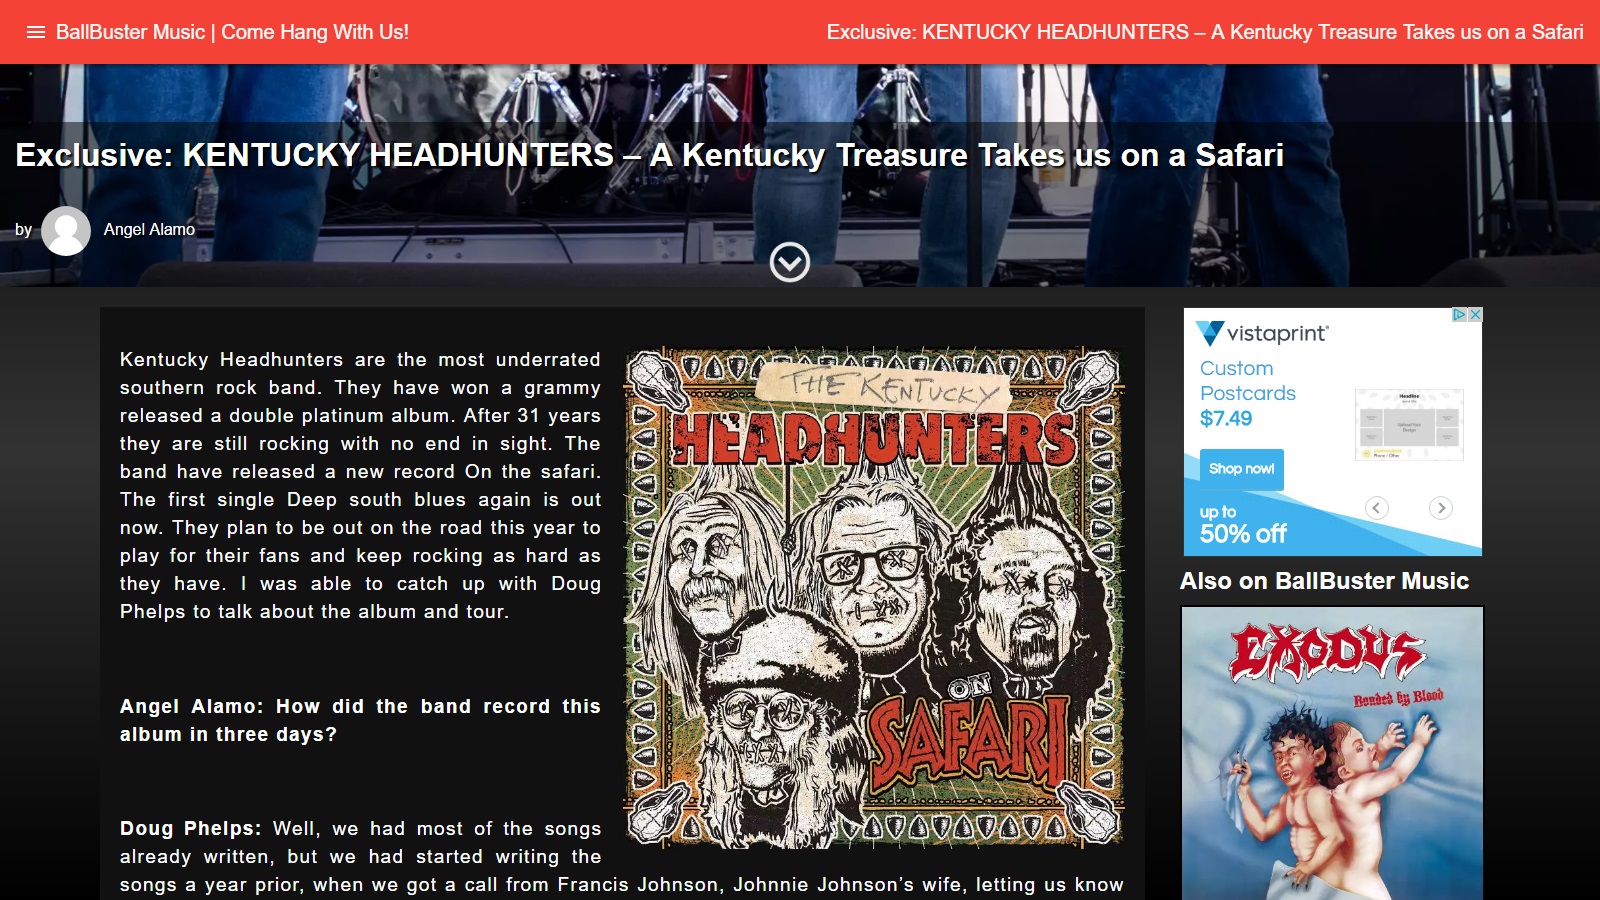 BallBuster Music | Come Hang With Us!
Exclusive: KENTUCKY HEADHUNTERS – A Kentucky Treasure Takes us on a Safari
Exclusive: KENTUCKY HEADHUNTERS – A Kentucky Treasure Takes us on a Safari
by
Angel Alamo
Kentucky Headhunters are the most underrated
southern rock band. They have won a grammy
released a double platinum album. After 31 years
they are still rocking with no end in sight. The
band have released a new record On the safari.
The first single Deep south blues again is out
now. They plan to be out on the road this year to
play for their fans and keep rocking as hard as
they have. I was able to catch up with Doug
Phelps to talk about the album and tour.
Angel Alamo: How did the band record this
album in three days?
Doug Phelps: Well, we had most of the songs
already written, but we had started writing the
songs a year prior, when we got a call from Francis Johnson, Johnnie Johnson’s wife, letting us know
THE KENTUCKY
HEADHUNTERS
ON
SAFARI
vistaprint
Custom
Postcards
$7.49
Shop now!
up to
50% off
Headline
Phone / Offer
Also on BallBuster Music
EXODUS
Bonded by Blood